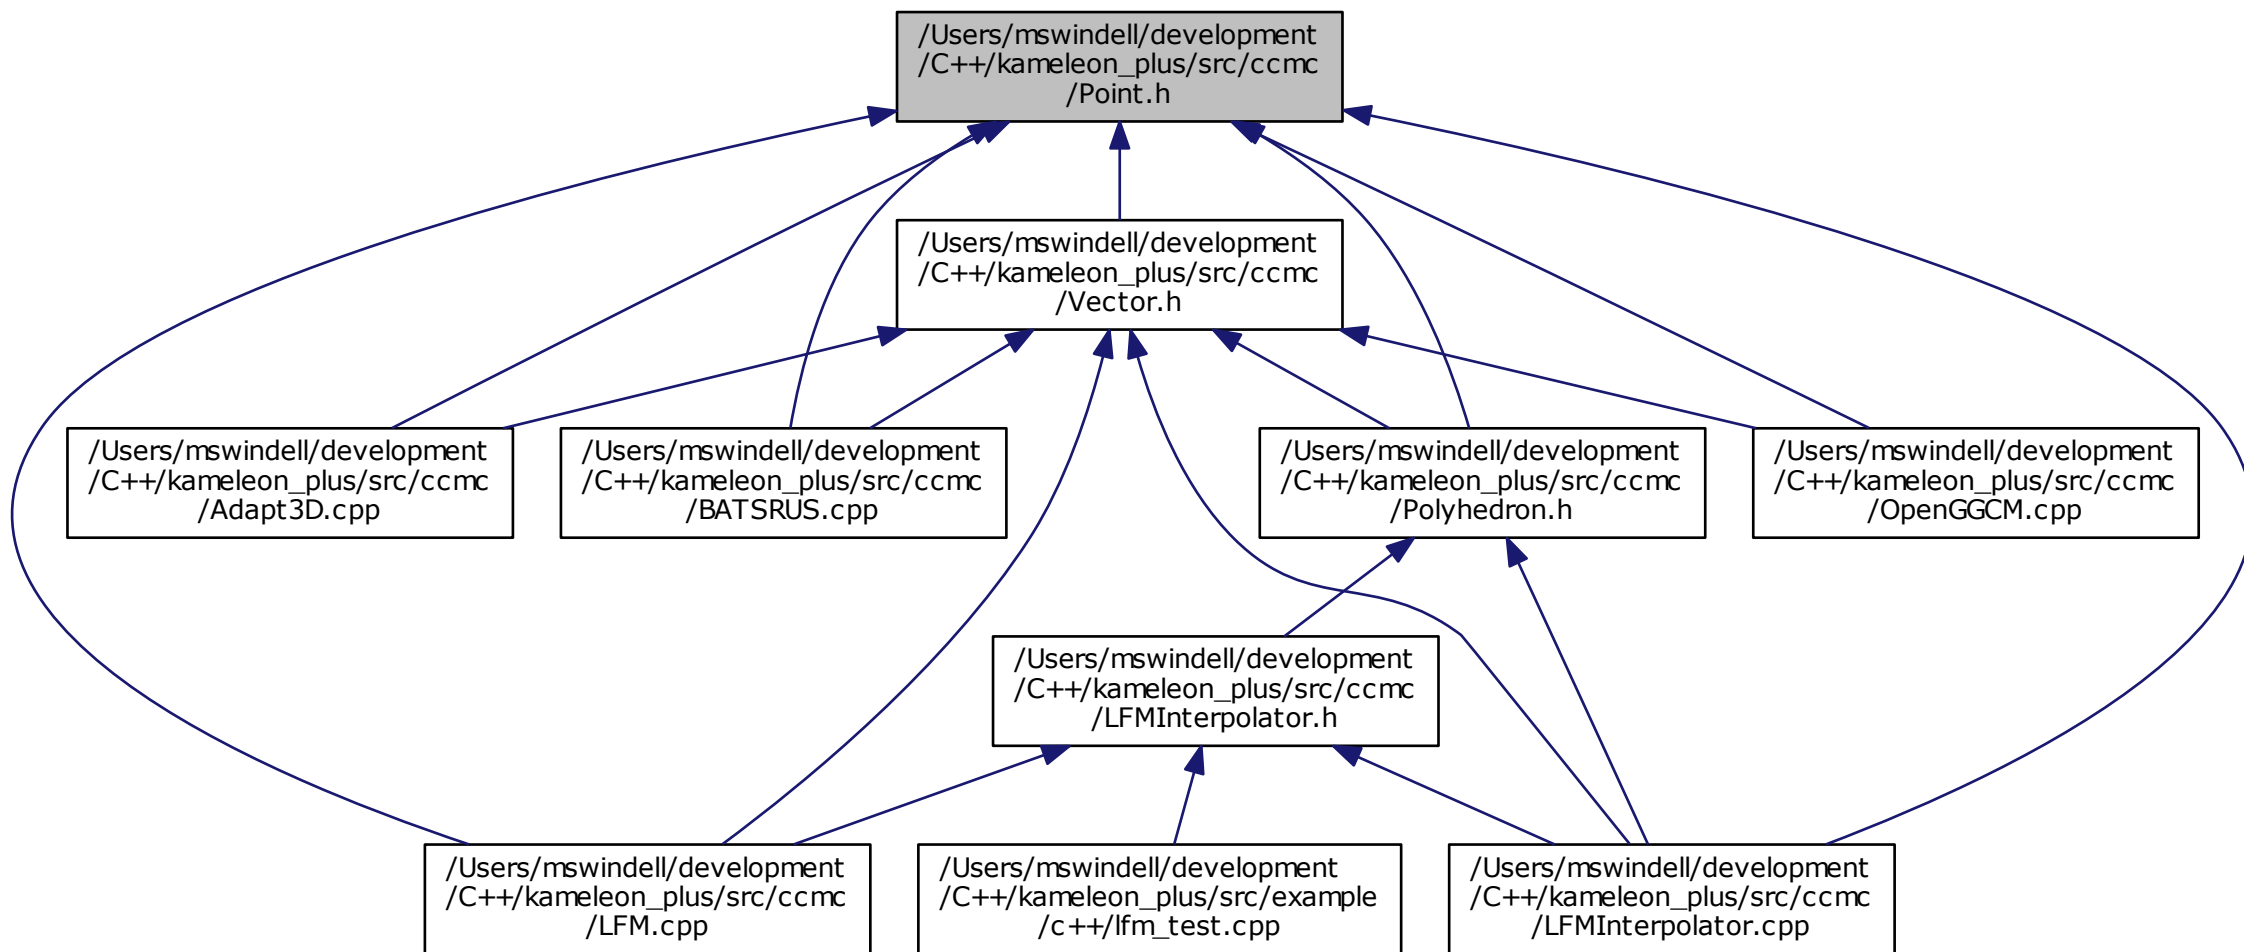 /Users/mswindell/development
/C++/kameleon_plus/src/ccmc
/Point.h
/Users/mswindell/development
/C++/kameleon_plus/src/ccmc
/Vector.h
/Users/mswindell/development
/C++/kameleon_plus/src/ccmc
/Adapt3D.cpp
/Users/mswindell/development
/C++/kameleon_plus/src/ccmc
/BATSRUS.cpp
/Users/mswindell/development
/C++/kameleon_plus/src/ccmc
/Polyhedron.h
/Users/mswindell/development
/C++/kameleon_plus/src/ccmc
/OpenGGCM.cpp
/Users/mswindell/development
/C++/kameleon_plus/src/ccmc
/LFMInterpolator.h
/Users/mswindell/development
/C++/kameleon_plus/src/ccmc
/LFM.cpp
/Users/mswindell/development
/C++/kameleon_plus/src/example
/c++/lfm_test.cpp
/Users/mswindell/development
/C++/kameleon_plus/src/ccmc
/LFMInterpolator.cpp